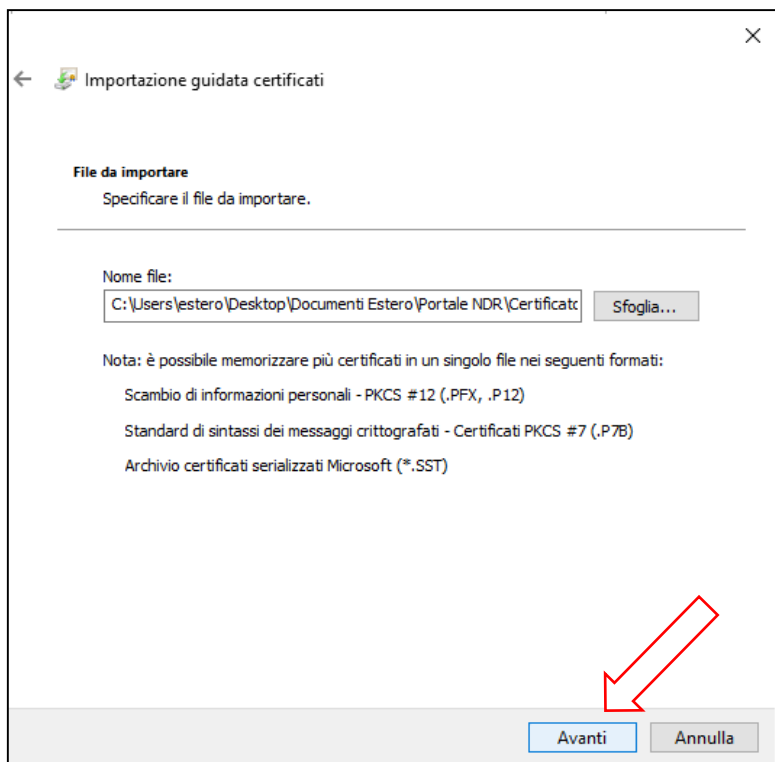 Importazione guidata certificati
File da importare
Specificare il file da importare.
Nome file:
C:\Users\estero\Desktop\Documenti Estero\Portale NDR\Certificato
Sfoglia...
Nota: è possibile memorizzare più certificati in un singolo file nei seguenti formati:
Scambio di informazioni personali - PKCS #12 (.PFX, .P12)
Standard di sintassi dei messaggi crittografati - Certificati PKCS #7 (.P7B)
Archivio certificati serializzati Microsoft (*.SST)
Avanti
Annulla